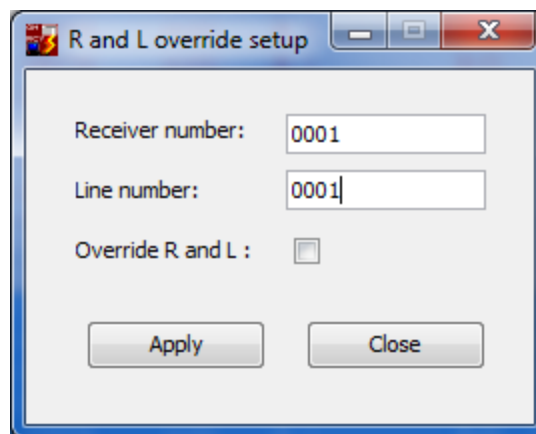 R and L override setup
Receiver number: 0001
Line number: 0001
Override R and L :
Apply Close